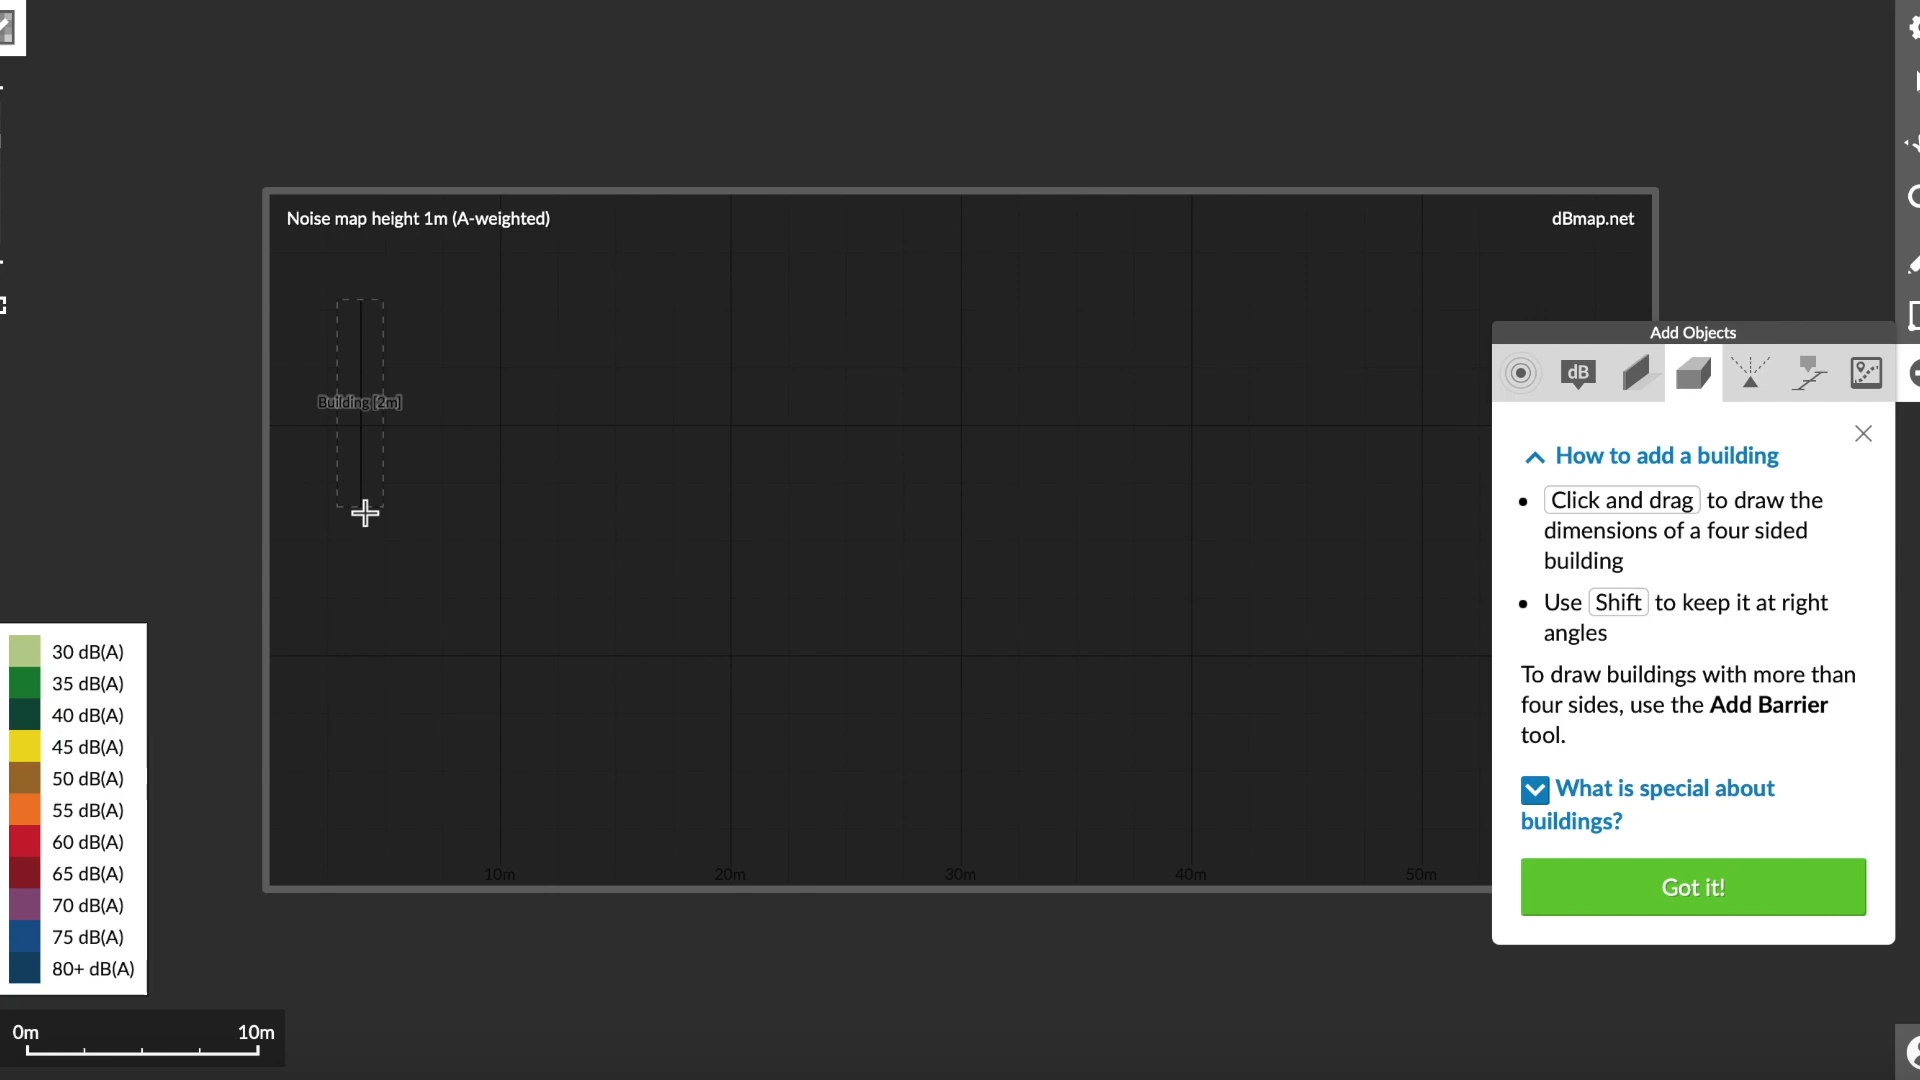 Noise map height 1m (A-weighted)
dBmap.net
Building [2m]
10m
20m
30m
40m
50m
Add Objects
dB
How to add a building
Click and drag to draw the
dimensions of a four sided
building
Use Shift to keep it at right
angles
To draw buildings with more than
four sides, use the Add Barrier
tool.
What is special about
buildings?
Got it!
30 dB(A)
35 dB(A)
40 dB(A)
45 dB(A)
50 dB(A)
55 dB(A)
60 dB(A)
65 dB(A)
70 dB(A)
75 dB(A)
80+ dB(A)
0m
10m